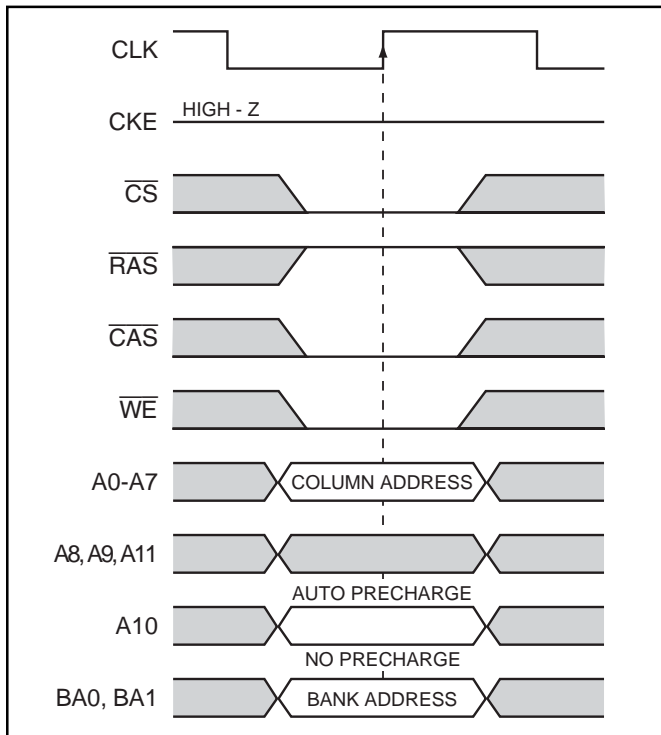 CLK
HIGH - Z
CKE
CS
RAS
CAS
WE
A0-A7
COLUMN ADDRESS
A8, A9, A11
AUTO PRECHARGE
A10
NO PRECHARGE
BA0, BA1
BANK ADDRESS